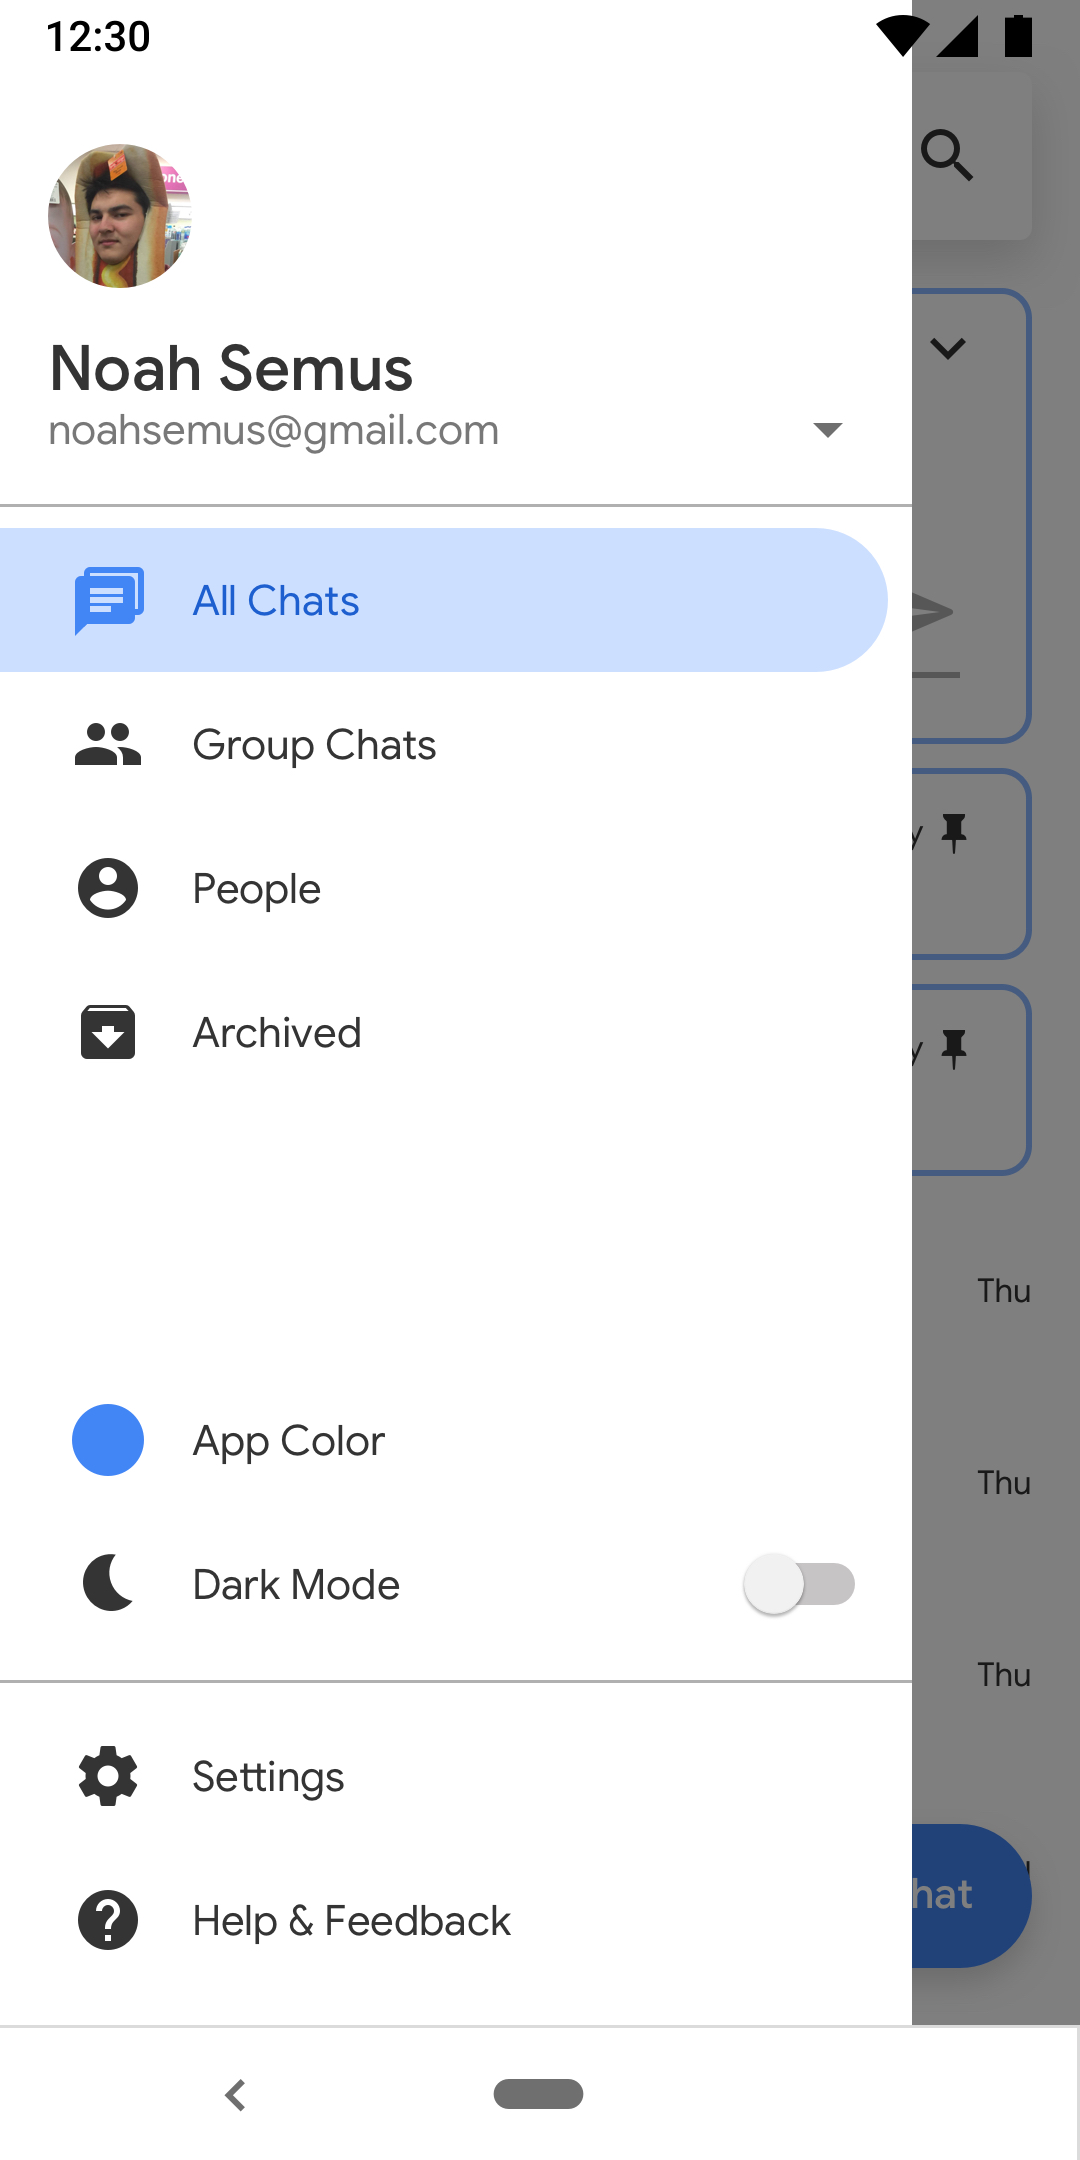 12:30
Noah Semus
noahsemus@gmail.com
All Chats
Group Chats
People
Archived
Thu
App Color
Thu
Dark Mode
Thu
Settings
hat
Help & Feedback